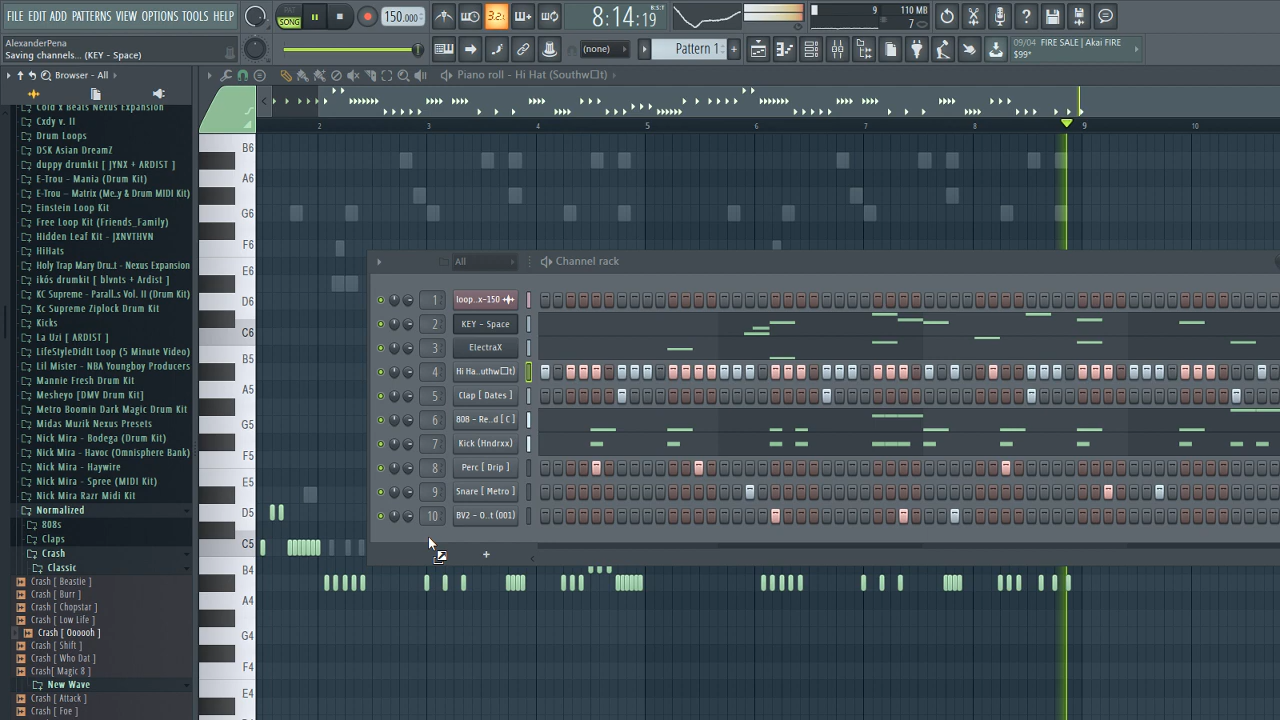 FILE EDIT ADD PATTERNS VIEW OPTIONS TOOLS HELP
PAT
SONG
150.000
3.2
8:14:19
B:S:T
9
110 MB
7
AlexanderPena
Saving channels... (KEY - Space)
(none)
Pattern 1
09/04 FIRE SALE | Akai FIRE
$99*
Browser - All
Piano roll - Hi Hat (Southw□t)
2 3 4 5 6 7 8 9 10
Cold X Beats Nexus Expansion
Cxdy v. II
Drum Loops
DSK Asian DreamZ
duppy drumkit [ JYNX + ARDIST ]
E-Trou - Mania (Drum Kit)
E-Trou – Matrix (Me..y & Drum MIDI Kit)
Einstein Loop Kit
Free Loop Kit (Friends_Family)
Hidden Leaf Kit - JXNVTHVN
HiHats
Holy Trap Mary Dru...t - Nexus Expansion
ikós drumkit [ blvnts + Ardist ]
KC Supreme - Parall...s Vol. II (Drum Kit)
Kc Supreme Ziplock Drum Kit
Kicks
La Uzi [ ARDIST ]
LifeStyleDidIt Loop (5 Minute Video)
Lil Mister - NBA Youngboy Producers
Mannie Fresh Drum Kit
Mesheyo [DMV Drum Kit]
Metro Boomin Dark Magic Drum Kit
Midas Muzik Nexus Presets
Nick Mira - Bodega (Drum Kit)
Nick Mira - Havoc (Omnisphere Bank)
Nick Mira - Haywire
Nick Mira - Spree (MIDI Kit)
Nick Mira Razr Midi Kit
Normalized
808s
Claps
Crash
Classic
Crash [ Beastie ]
Crash [ Burr ]
Crash [ Chopstar ]
Crash [ Low Life ]
Crash [ Oooooh ]
Crash [ Shift ]
Crash [ Who Dat ]
Crash[ Magic 8 ]
New Wave
Crash [ Attack ]
Crash [ Foe ]
B6
A6
G6
F6
E6
D6
C6
B5
A5
G5
F5
E5
D5
C5
B4
A4
G4
F4
E4
All
Channel rack
1 loop..x-150
2 KEY - Space
3 ElectraX
4 Hi Ha..uthw□t)
5 Clap [ Dates ]
6 808 - Re..d [ C ]
7 Kick (Hndrxx)
8 Perc [ Drip ]
9 Snare [ Metro ]
10 BV2 - O..t (001)
+